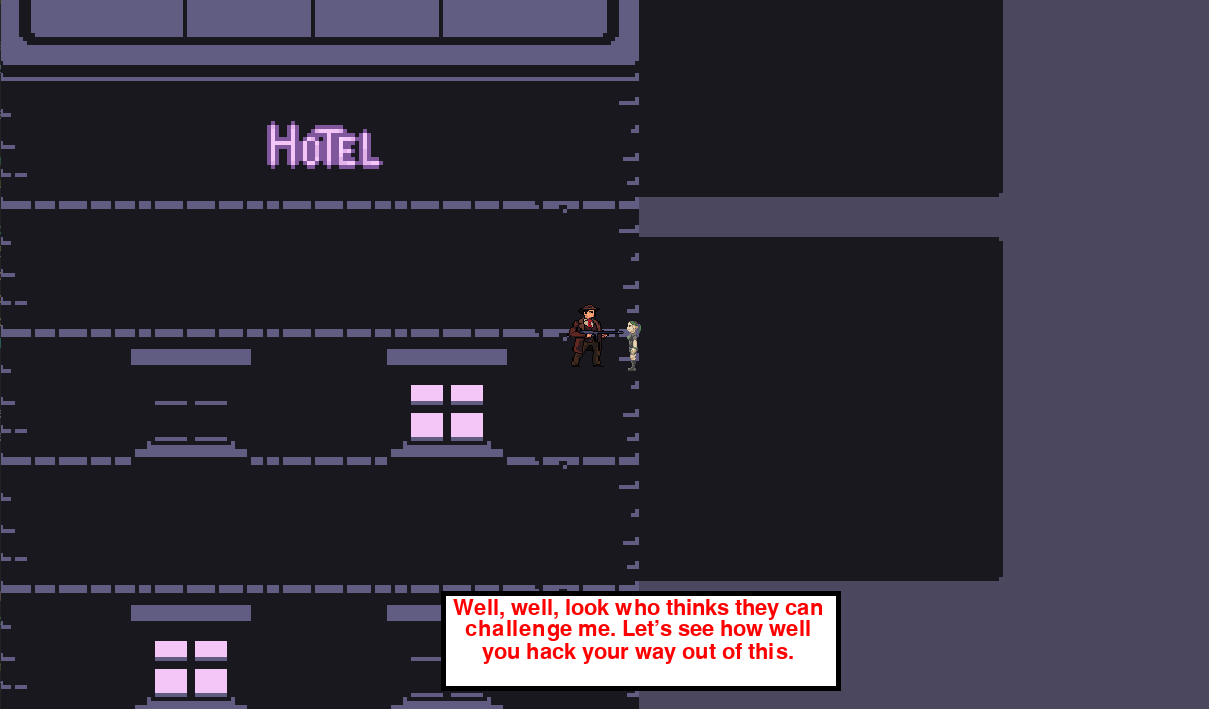 HOTEL
Well, well, look who thinks they can
challenge me. Let's see how well
you hack your way out of this.